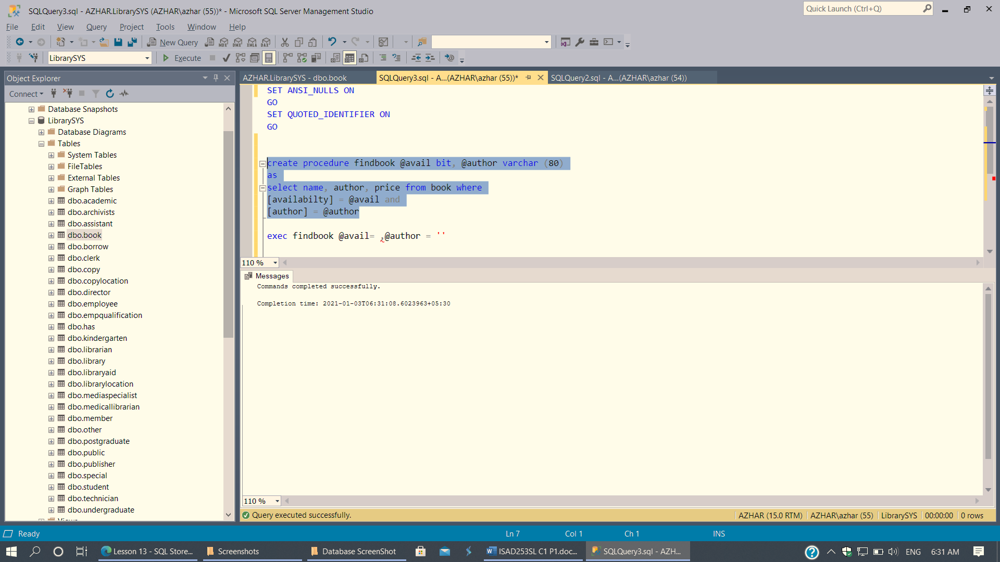 SQLQuery3.sql - AZHAR.LibrarySYS (AZHAR\azhar (55))* - Microsoft SQL Server Management Studio
Quick Launch (Ctrl+Q)
File Edit View Query Project Tools Window Help
New Query MDX DMX XMLA DAX
LibrarySYS Execute
Object Explorer
Connect
Database Snapshots
LibrarySYS
Database Diagrams
Tables
System Tables
FileTables
External Tables
Graph Tables
dbo.academic
dbo.archivists
dbo.assistant
dbo.book
dbo.borrow
dbo.clerk
dbo.copy
dbo.copylocation
dbo.director
dbo.employee
dbo.empqualification
dbo.has
dbo.kindergarten
dbo.librarian
dbo.library
dbo.libraryaid
dbo.librarylocation
dbo.mediaspecialist
dbo.medicallibrarian
dbo.member
dbo.other
dbo.postgraduate
dbo.public
dbo.publisher
dbo.special
dbo.student
dbo.technician
dbo.undergraduate
Views
AZHAR.LibrarySYS - dbo.book SQLQuery3.sql - A...(AZHAR\azhar (55))* SQLQuery2.sql - A...(AZHAR\azhar (54))
SET ANSI_NULLS ON
GO
SET QUOTED_IDENTIFIER ON
GO
create procedure findbook @avail bit, @author varchar (80)
as
select name, author, price from book where
[availabilty] = @avail and
[author] = @author
exec findbook @avail= ,@author = ''
110 %
Messages
Commands completed successfully.
Completion time: 2021-01-03T06:31:08.6023963+05:30
110 %
Query executed successfully. AZHAR (15.0 RTM) AZHAR\azhar (55) LibrarySYS 00:00:00 0 rows
Ready Ln 7 Col 1 Ch 1 INS
Lesson 13 - SQL Store... Screenshots Database ScreenShot ISAD253SL C1 P1.doc... SQLQuery3.sql - AZH... ENG 6:31 AM